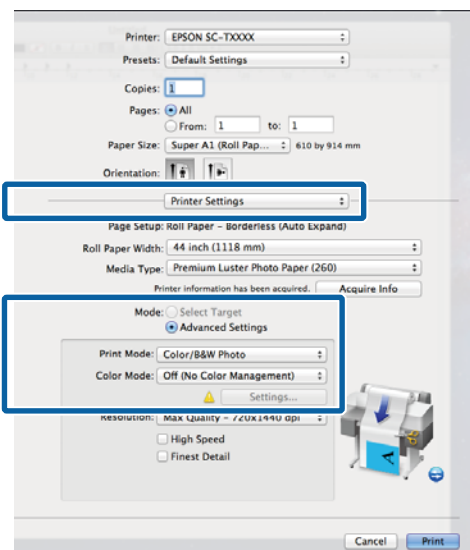 Printer: EPSON SC-TXXXX
Presets: Default Settings
Copies: 1
Pages: All
From: 1 to: 1
Paper Size: Super A1 (Roll Pap... 610 by 914 mm
Orientation:
Printer Settings
Page Setup: Roll Paper - Borderless (Auto Expand)
Roll Paper Width: 44 inch (1118 mm)
Media Type: Premium Luster Photo Paper (260)
Printer information has been acquired. Acquire Info
Mode: Select Target
Advanced Settings
Print Mode: Color/B&W Photo
Color Mode: Off (No Color Management)
Settings...
Resolution: Max Quality - 720x1440 dpi
High Speed
Finest Detail
A
Cancel Print